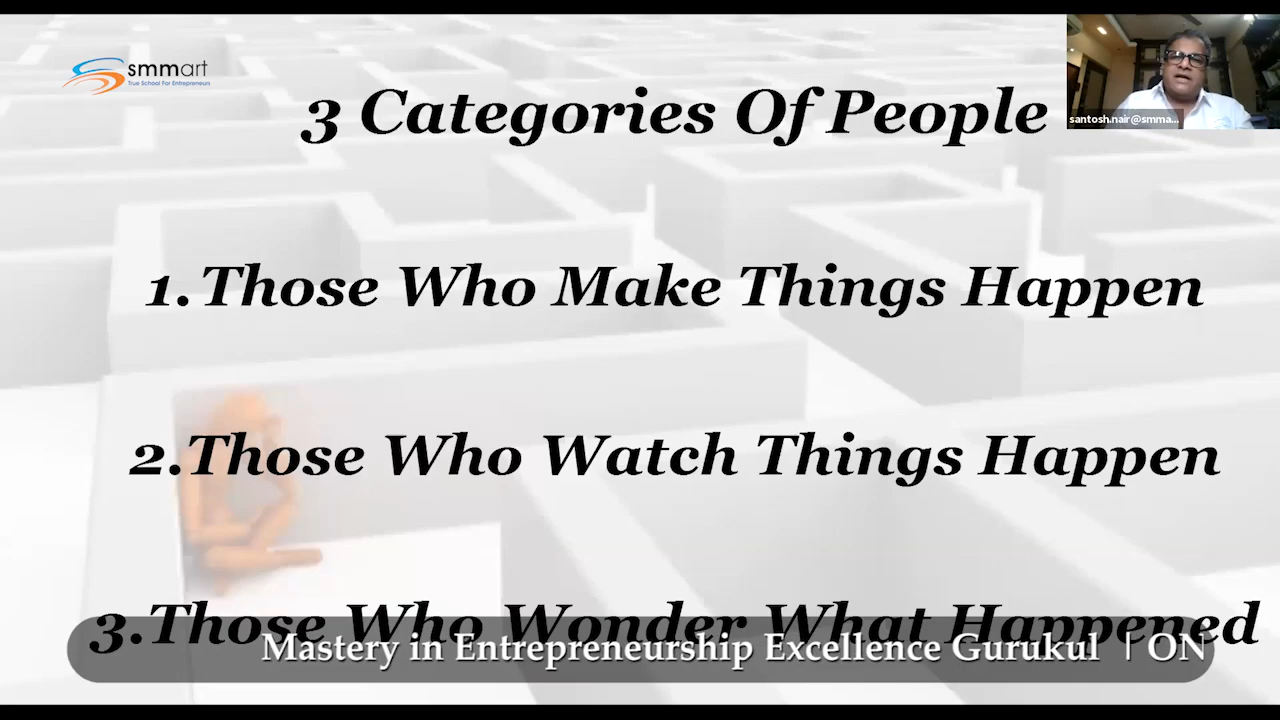 smmart
True School For Entrepreneurs
3 Categories Of People
santosh.nair@smma...
1. Those Who Make Things Happen
2. Those Who Watch Things Happen
3. Those Who Wonder What Happened
Mastery in Entrepreneurship Excellence Gurukul | ON